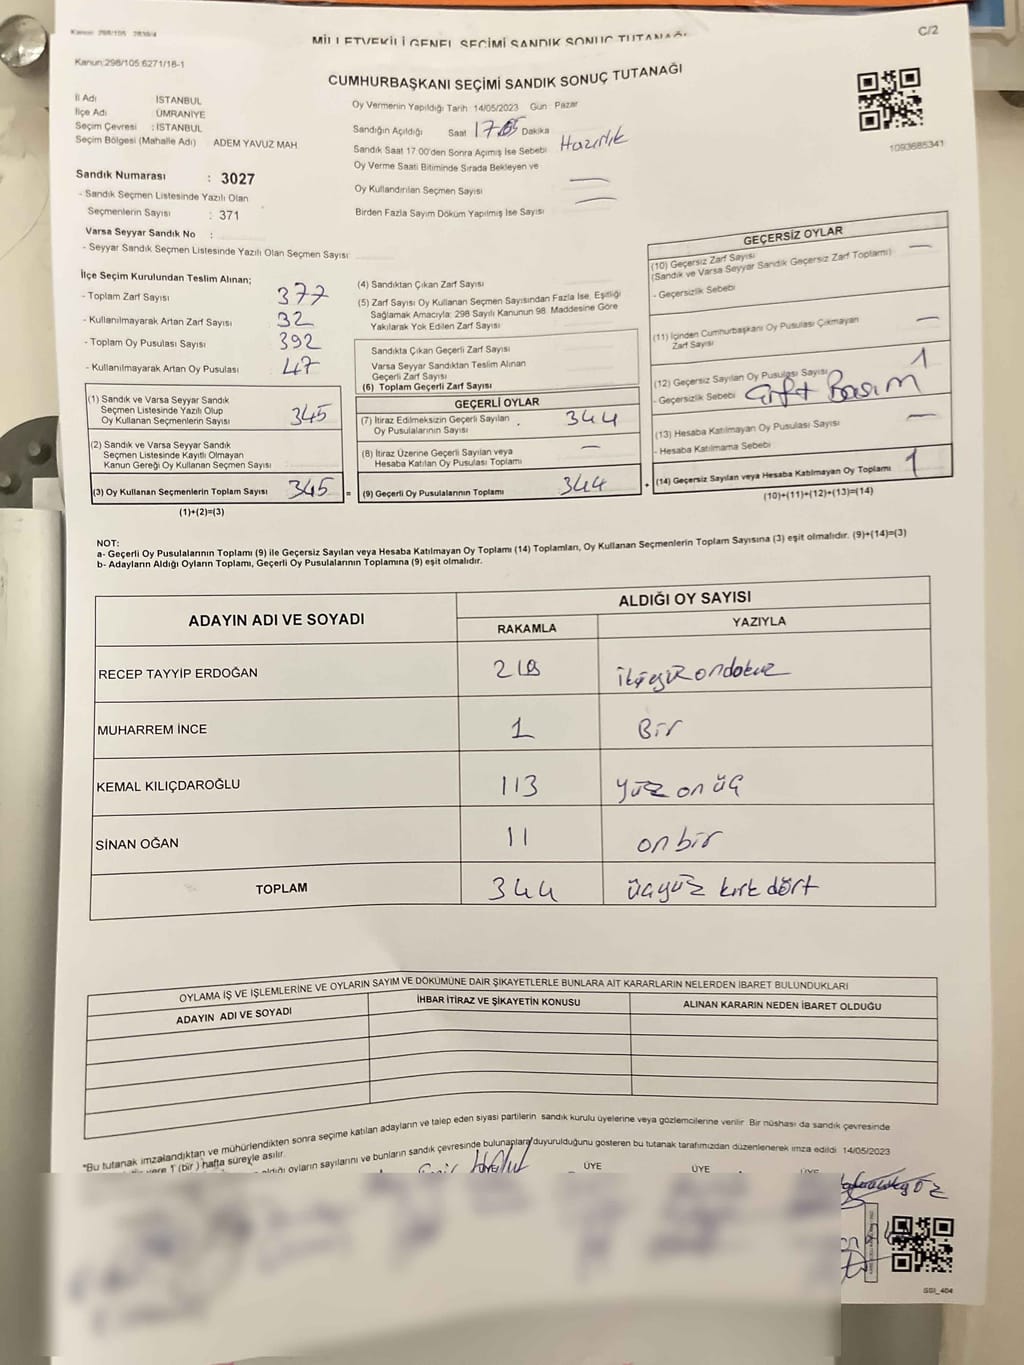 Kanun: 298/105 2839/4
MİLLETVEKİLİ GENEL SEÇİMİ SANDIK SONUÇ TUTANAĞI
C/2
Kanun:298/105:6271/18-1
CUMHURBAŞKANI SEÇİMİ SANDIK SONUÇ TUTANAĞI
İl Adı İSTANBUL
İlçe Adı ÜMRANİYE
Seçim Çevresi : İSTANBUL
Seçim Bölgesi (Mahalle Adı) ADEM YAVUZ MAH.
Oy Vermenin Yapıldığı Tarih 14/05/2023 Gün Pazar
Sandığın Açıldığı Saat 17.05 Dakika
Sandık Saat 17:00'den Sonra Açımış İse Sebebi Hazırlık
Oy Verme Saati Bitiminde Sırada Bekleyen ve
Oy Kullandırılan Seçmen Sayısi —
Birden Fazla Sayım Döküm Yapılmış İse Sayısı —
1093685341
Sandık Numarası : 3027
- Sandık Seçmen Listesinde Yazılı Olan
Seçmenlerin Sayısı : 371
Varsa Seyyar Sandık No :
- Seyyar Sandık Seçmen Listesinde Yazılı Olan Seçmen Sayısı
İlçe Seçim Kurulundan Teslim Alınan;
- Toplam Zarf Sayısı 377
- Kullanılmayarak Artan Zarf Sayısı 32
- Toplam Oy Pusulası Sayısı 392
- Kullanılmayarak Artan Oy Pusulası 47
(1) Sandık ve Varsa Seyyar Sandık
Seçmen Listesinde Yazılı Olup
Oy Kullanan Seçmenlerin Sayısı 345
(2) Sandık ve Varsa Seyyar Sandık
Seçmen Listesinde Kayıtlı Olmayan
Kanun Gereği Oy Kullanan Seçmen Sayısı
(3) Oy Kullanan Seçmenlerin Toplam Sayısı 345 =
(1)+(2)=(3)
(4) Sandıktan Çıkan Zarf Sayısı
(5) Zarf Sayısı Oy Kullanan Seçmen Sayısından Fazla İse, Eşitliği
Sağlamak Amacıyla; 298 Sayılı Kanunun 98. Maddesine Göre
Yakılarak Yok Edilen Zarf Sayısı
Sandıkta Çıkan Geçerli Zarf Sayısı
Varsa Seyyar Sandıktan Teslim Alınan
Geçerli Zarf Sayısı
(6) Toplam Geçerli Zarf Sayısı
GEÇERLİ OYLAR
(7) İtiraz Edilmeksizin Geçerli Sayılan
Oy Pusulalarının Sayısı 344
(8) İtiraz Üzerine Geçerli Sayılan veya
Hesaba Katılan Oy Pusulası Toplamı —
(9) Geçerli Oy Pusulalarının Toplamı 344 +
GEÇERSİZ OYLAR
(10) Geçersiz Zarf Sayısı
(Sandık ve Varsa Seyyar Sandık Geçersiz Zarf Toplamı) —
- Geçersizlik Sebebi
(11) İçinden Cumhurbaşkanı Oy Pusulası Çıkmayan
Zarf Sayısı —
(12) Geçersiz Sayılan Oy Pusulası Sayısı 1
- Geçersizlik Sebebi Çift Basım
(13) Hesaba Katılmayan Oy Pusulası Sayısı —
- Hesaba Katılmama Sebebi
(14) Geçersiz Sayılan veya Hesaba Katılmayan Oy Toplamı 1
(10)+(11)+(12)+(13)=(14)
NOT:
a- Geçerli Oy Pusulalarının Toplamı (9) ile Geçersiz Sayılan veya Hesaba Katılmayan Oy Toplamı (14) Toplamları, Oy Kullanan Seçmenlerin Toplam Sayısına (3) eşit olmalıdır. (9)+(14)=(3)
b- Adayların Aldığı Oyların Toplamı, Geçerli Oy Pusulalarının Toplamına (9) eşit olmalıdır.
ADAYIN ADI VE SOYADI
ALDIĞI OY SAYISI
RAKAMLA YAZIYLA
RECEP TAYYİP ERDOĞAN 219 ikiyüz ondokuz
MUHARREM İNCE 1 Bir
KEMAL KILIÇDAROĞLU 113 yüz onüç
SİNAN OĞAN 11 onbir
TOPLAM 344 üçyüz kırk dört
OYLAMA İŞ VE İŞLEMLERİNE VE OYLARIN SAYIM VE DÖKÜMÜNE DAİR ŞİKAYETLERLE BUNLARA AİT KARARLARIN NELERDEN İBARET BULUNDUKLARI
ADAYIN ADI VE SOYADI İHBAR İTİRAZ VE ŞİKAYETİN KONUSU ALINAN KARARIN NEDEN İBARET OLDUĞU
"Bu tutanak imzalandıktan ve mühürlendikten sonra seçime katılan adayların ve talep eden siyasi partilerin sandık kurulu üyelerine veya gözlemcilerine verilir Bir nüshası da sandık çevresinde
yere 1 (bir) hafta süreyle asılır.
aldığı oyların sayılarını ve bunların sandık çevresinde bulunanlara duyurulduğunu gösteren bu tutanak tarafımızdan düzenlenerek imza edildi 14/05/2023
ÜYE ÜYE ÜYE
GSI_404